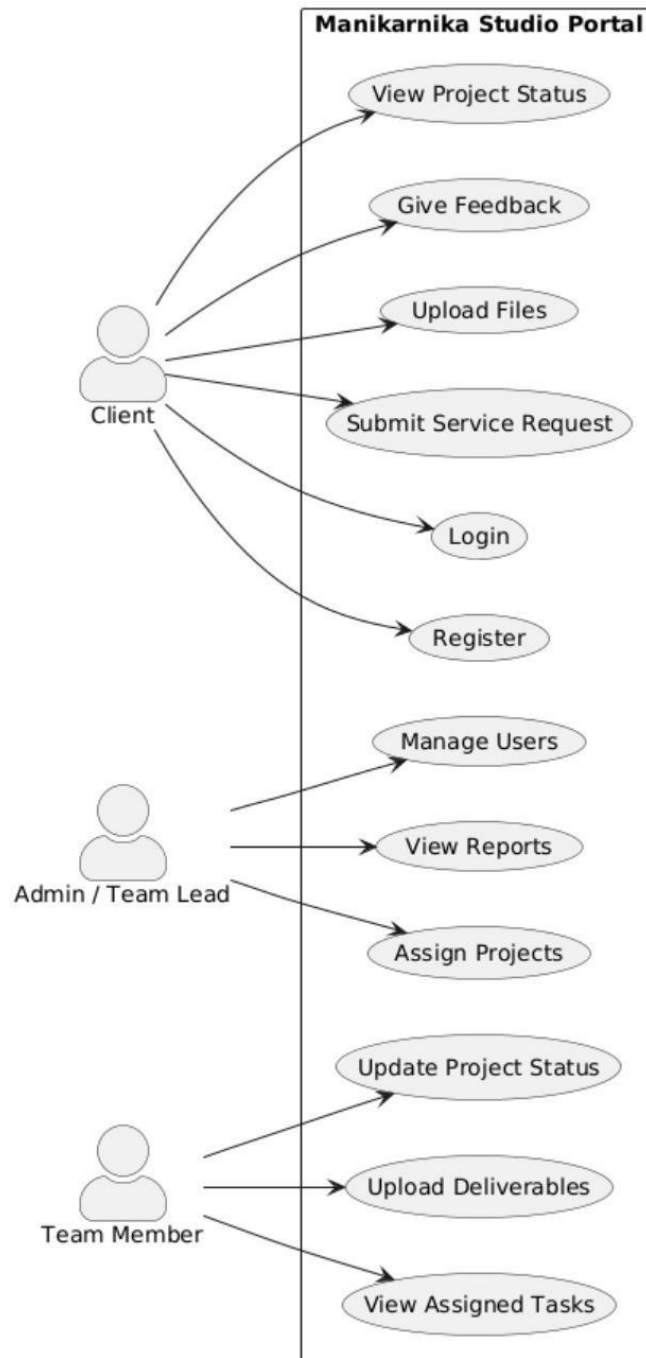 Manikarnika Studio Portal
View Project Status
Give Feedback
Upload Files
Client
Submit Service Request
Login
Register
Manage Users
View Reports
Admin / Team Lead
Assign Projects
Update Project Status
Upload Deliverables
Team Member
View Assigned Tasks